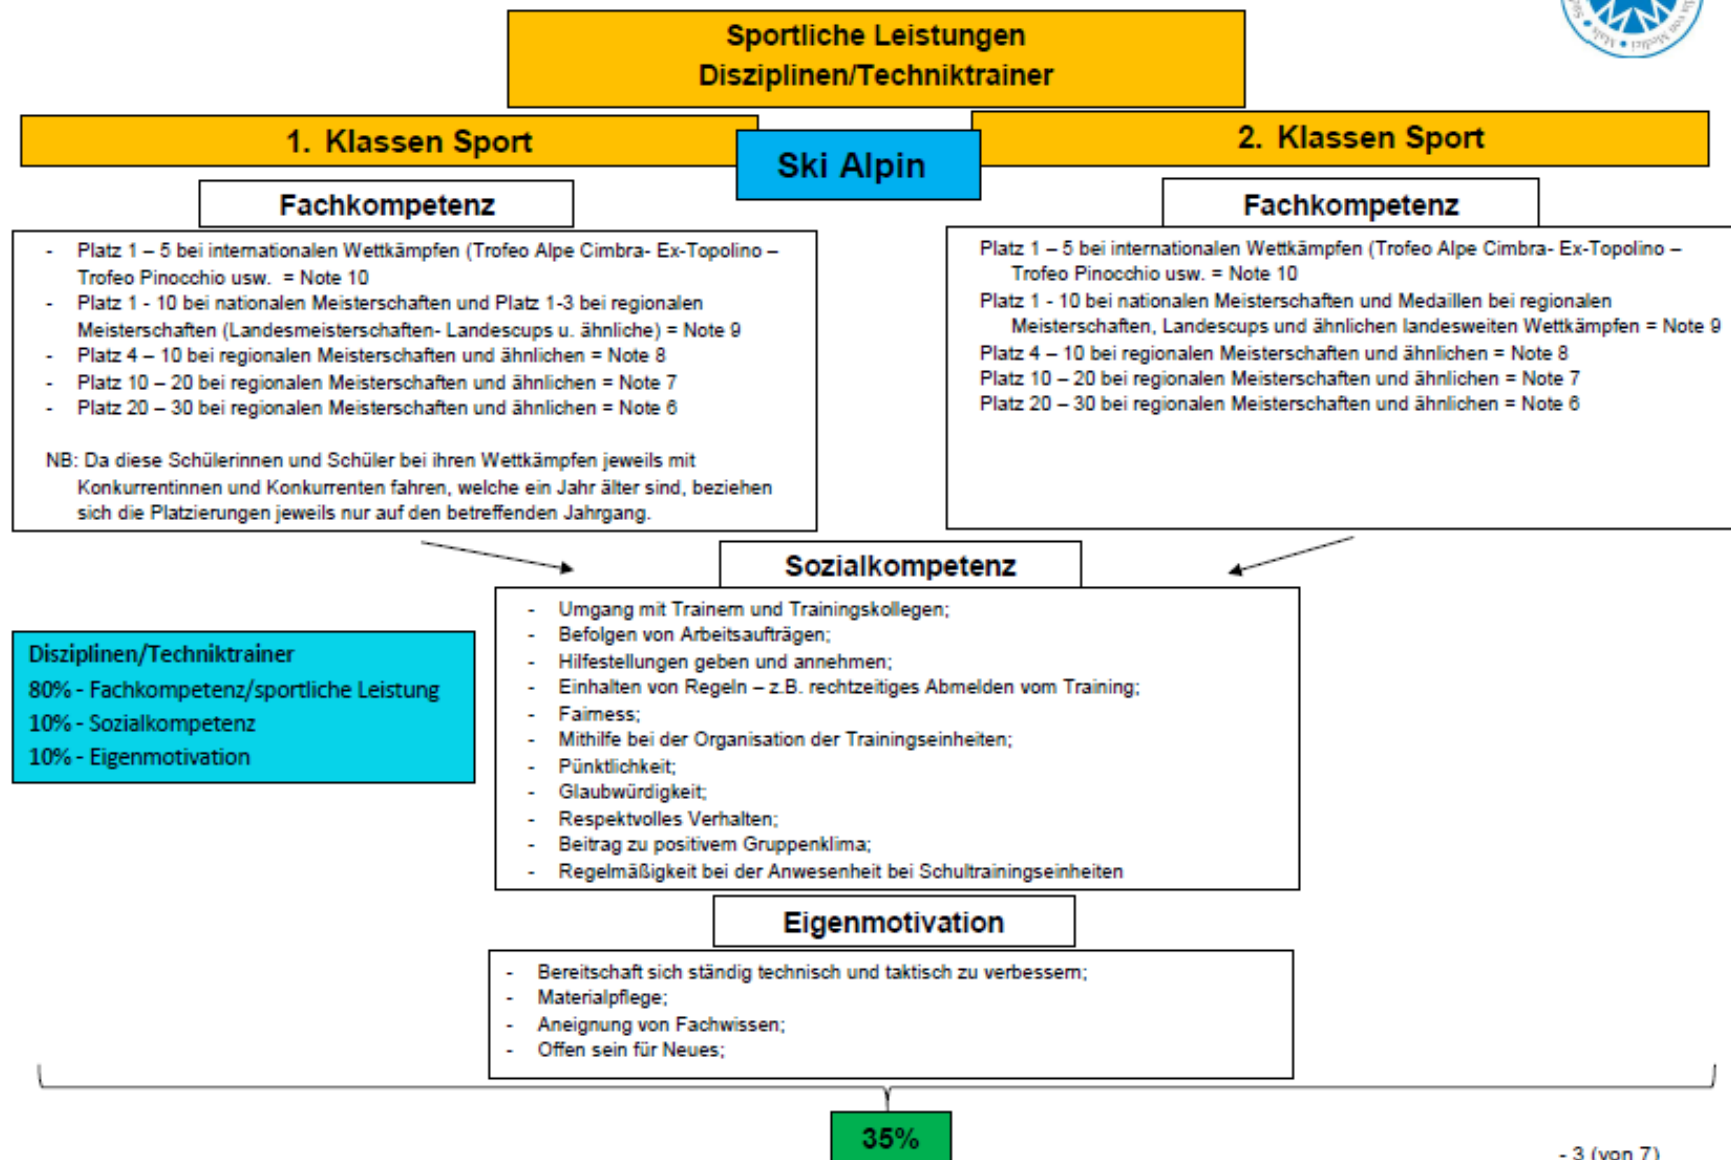 Sportliche Leistungen
Disziplinen/Techniktrainer
1. Klassen Sport
Ski Alpin
2. Klassen Sport
Fachkompetenz
- Platz 1 – 5 bei internationalen Wettkämpfen (Trofeo Alpe Cimbra- Ex-Topolino –
Trofeo Pinocchio usw. = Note 10
- Platz 1 - 10 bei nationalen Meisterschaften und Platz 1-3 bei regionalen
Meisterschaften (Landesmeisterschaften- Landescups u. ähnliche) = Note 9
- Platz 4 – 10 bei regionalen Meisterschaften und ähnlichen = Note 8
- Platz 10 – 20 bei regionalen Meisterschaften und ähnlichen = Note 7
- Platz 20 – 30 bei regionalen Meisterschaften und ähnlichen = Note 6
NB: Da diese Schülerinnen und Schüler bei ihren Wettkämpfen jeweils mit
Konkurrentinnen und Konkurrenten fahren, welche ein Jahr älter sind, beziehen
sich die Platzierungen jeweils nur auf den betreffenden Jahrgang.
Fachkompetenz
Platz 1 – 5 bei internationalen Wettkämpfen (Trofeo Alpe Cimbra- Ex-Topolino –
Trofeo Pinocchio usw. = Note 10
Platz 1 - 10 bei nationalen Meisterschaften und Medaillen bei regionalen
Meisterschaften, Landescups und ähnlichen landesweiten Wettkämpfen = Note 9
Platz 4 – 10 bei regionalen Meisterschaften und ähnlichen = Note 8
Platz 10 – 20 bei regionalen Meisterschaften und ähnlichen = Note 7
Platz 20 – 30 bei regionalen Meisterschaften und ähnlichen = Note 6
Sozialkompetenz
- Umgang mit Trainern und Trainingskollegen;
- Befolgen von Arbeitsaufträgen;
- Hilfestellungen geben und annehmen;
- Einhalten von Regeln – z.B. rechtzeitiges Abmelden vom Training;
- Fairness;
- Mithilfe bei der Organisation der Trainingseinheiten;
- Pünktlichkeit;
- Glaubwürdigkeit;
- Respektvolles Verhalten;
- Beitrag zu positivem Gruppenklima;
- Regelmäßigkeit bei der Anwesenheit bei Schultrainingseinheiten
Disziplinen/Techniktrainer
80% - Fachkompetenz/sportliche Leistung
10% - Sozialkompetenz
10% - Eigenmotivation
Eigenmotivation
- Bereitschaft sich ständig technisch und taktisch zu verbessern;
- Materialpflege;
- Aneignung von Fachwissen;
- Offen sein für Neues;
35%
- 3 (von 7)